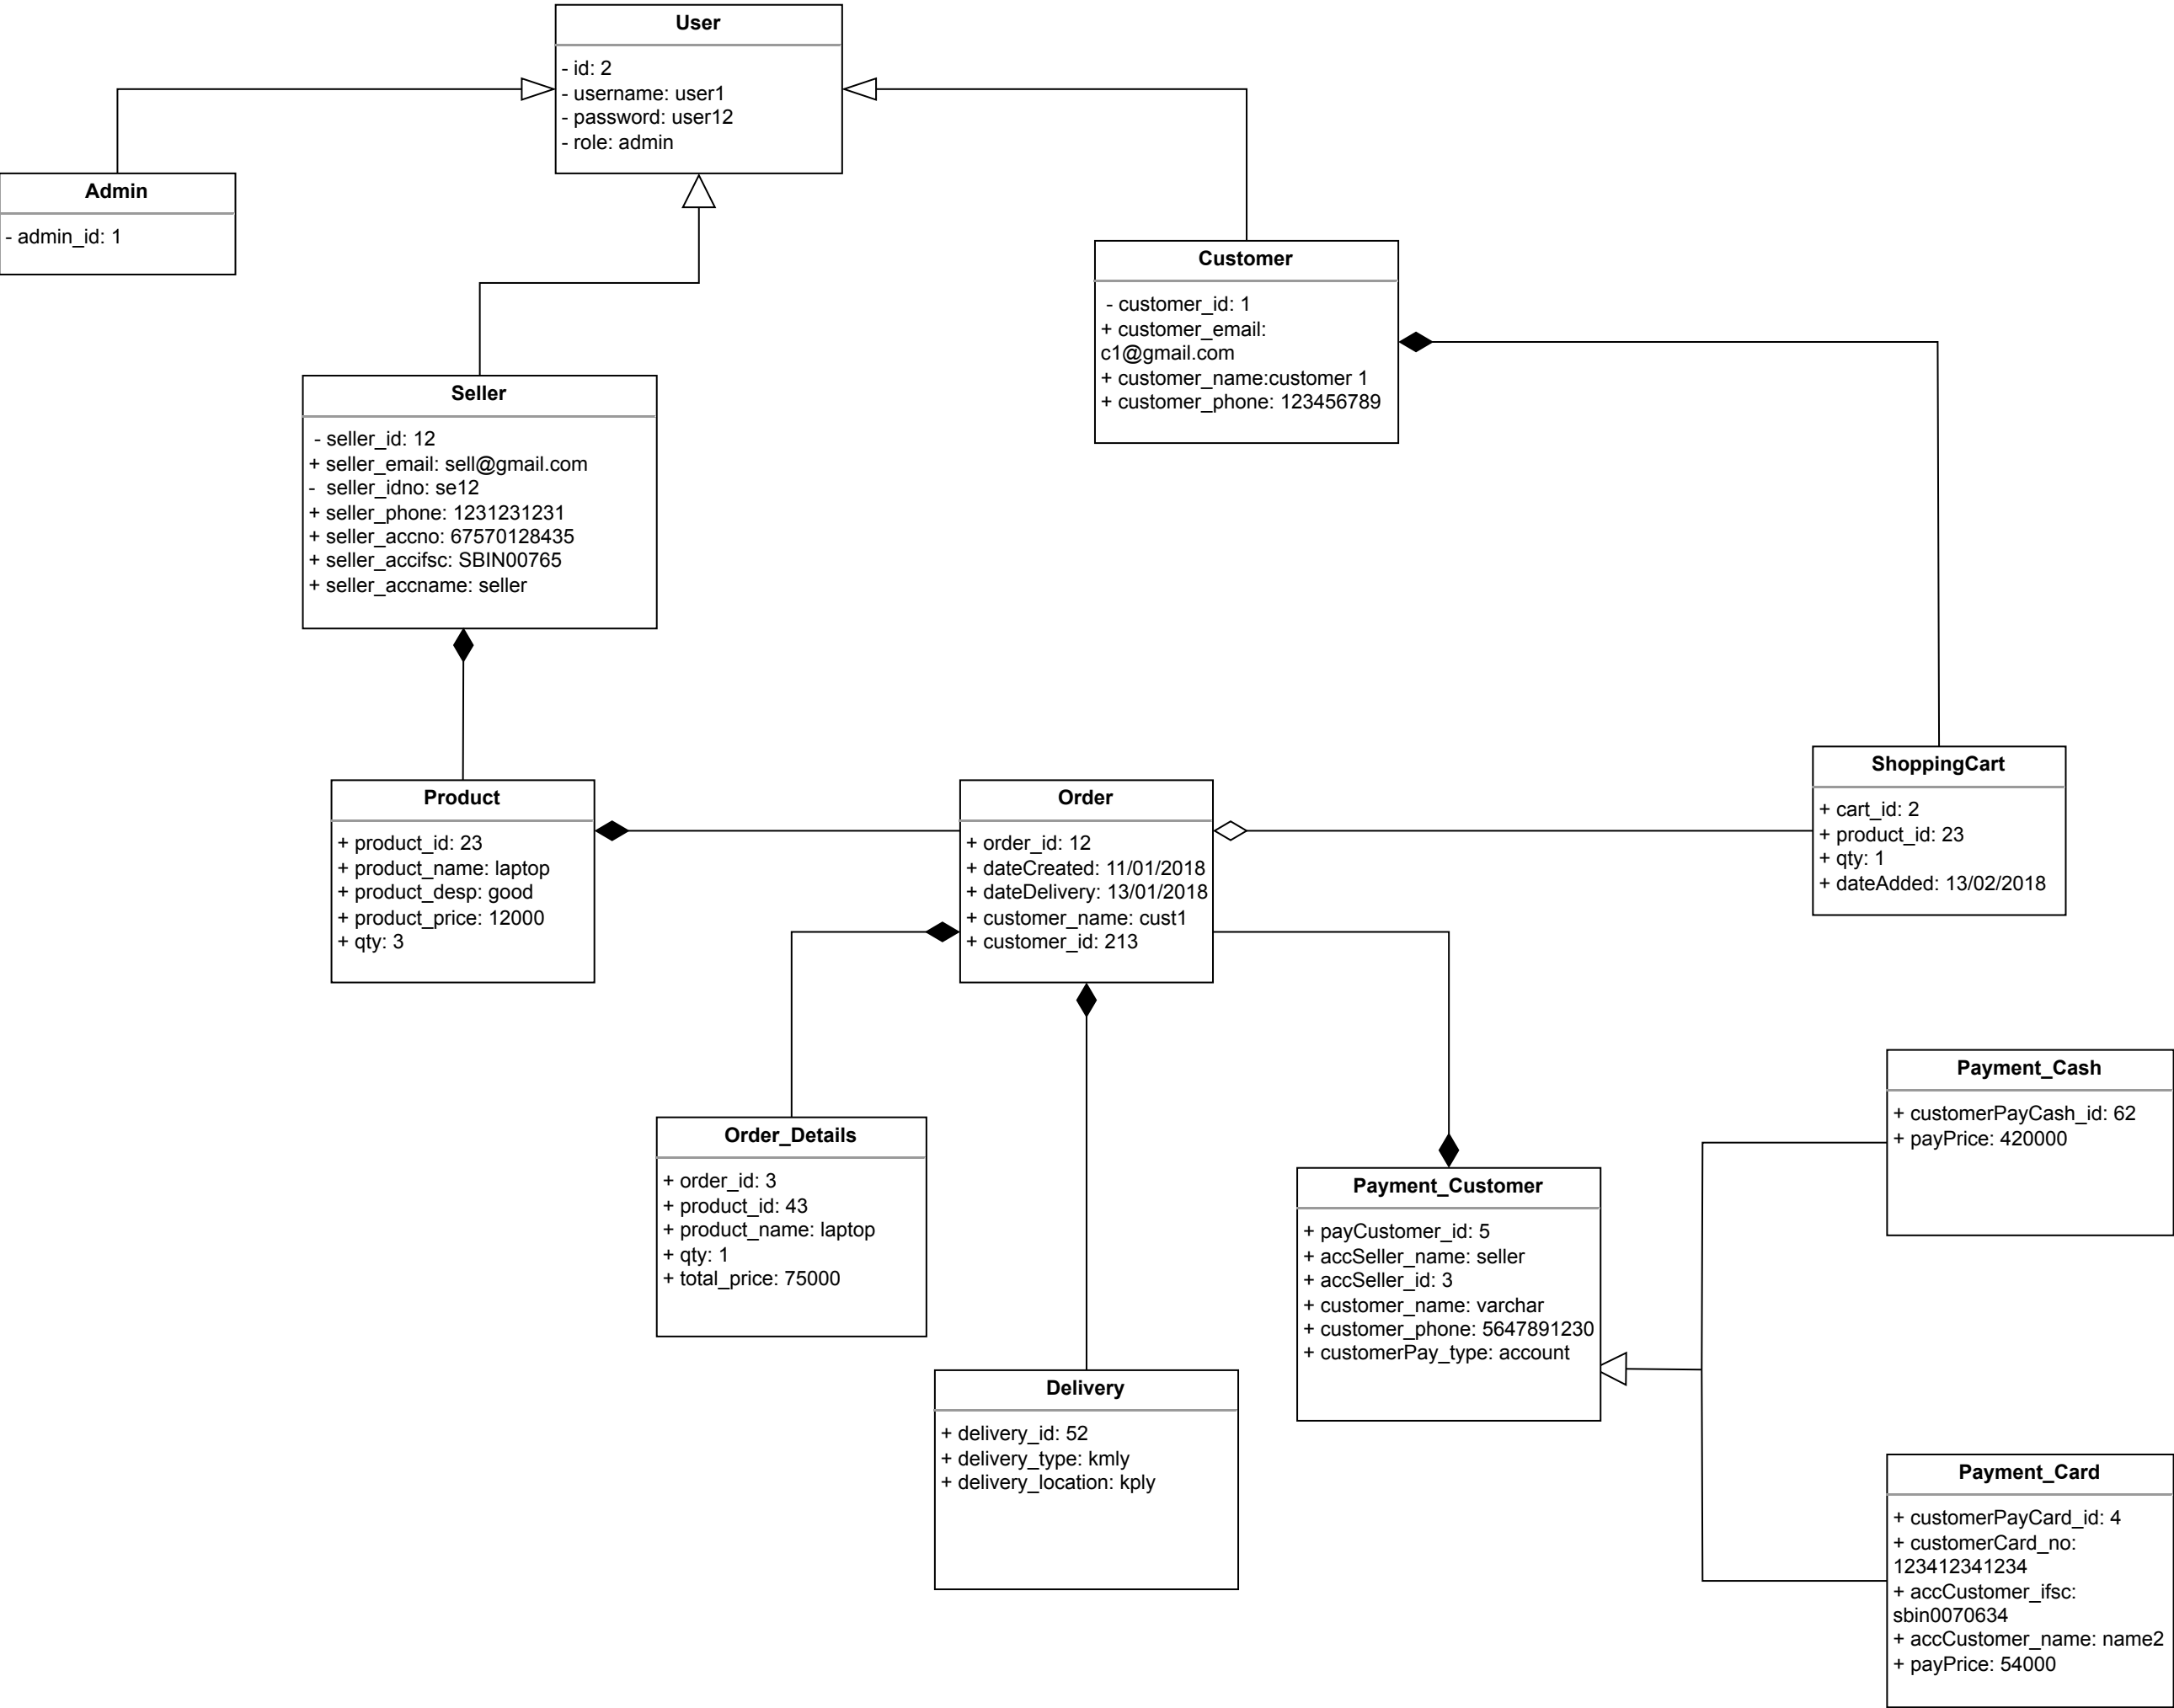 User
- id: 2
- username: user1
- password: user12
- role: admin
Admin
- admin_id: 1
Customer
- customer_id: 1
+ customer_email:
c1@gmail.com
+ customer_name:customer 1
+ customer_phone: 123456789
Seller
- seller_id: 12
+ seller_email: sell@gmail.com
- seller_idno: se12
+ seller_phone: 1231231231
+ seller_accno: 67570128435
+ seller_accifsc: SBIN00765
+ seller_accname: seller
Product
+ product_id: 23
+ product_name: laptop
+ product_desp: good
+ product_price: 12000
+ qty: 3
Order
+ order_id: 12
+ dateCreated: 11/01/2018
+ dateDelivery: 13/01/2018
+ customer_name: cust1
+ customer_id: 213
ShoppingCart
+ cart_id: 2
+ product_id: 23
+ qty: 1
+ dateAdded: 13/02/2018
Order_Details
+ order_id: 3
+ product_id: 43
+ product_name: laptop
+ qty: 1
+ total_price: 75000
Delivery
+ delivery_id: 52
+ delivery_type: kmly
+ delivery_location: kply
Payment_Customer
+ payCustomer_id: 5
+ accSeller_name: seller
+ accSeller_id: 3
+ customer_name: varchar
+ customer_phone: 5647891230
+ customerPay_type: account
Payment_Cash
+ customerPayCash_id: 62
+ payPrice: 420000
Payment_Card
+ customerPayCard_id: 4
+ customerCard_no:
123412341234
+ accCustomer_ifsc:
sbin0070634
+ accCustomer_name: name2
+ payPrice: 54000